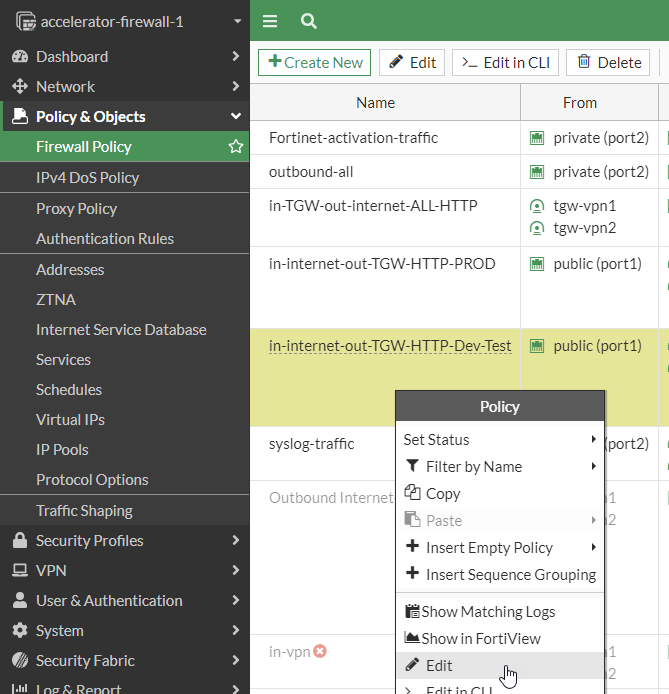 accelerator-firewall-1
Dashboard
Network
Policy & Objects
Firewall Policy
IPv4 DoS Policy
Proxy Policy
Authentication Rules
Addresses
ZTNA
Internet Service Database
Services
Schedules
Virtual IPs
IP Pools
Protocol Options
Traffic Shaping
Security Profiles
VPN
User & Authentication
System
Security Fabric
Log & Report
+Create New Edit >_ Edit in CLI Delete
Name From
Fortinet-activation-traffic private (port2)
outbound-all private (port2)
in-TGW-out-internet-ALL-HTTP tgw-vpn1
tgw-vpn2
in-internet-out-TGW-HTTP-PROD public (port1)
in-internet-out-TGW-HTTP-Dev-Test public (port1)
syslog-traffic (port2)
Outbound Internet n1
n2
in-vpn n1
n2
Policy
Set Status
Filter by Name
Copy
Paste
Insert Empty Policy
Insert Sequence Grouping
Show Matching Logs
Show in FortiView
Edit
Edit in CLI